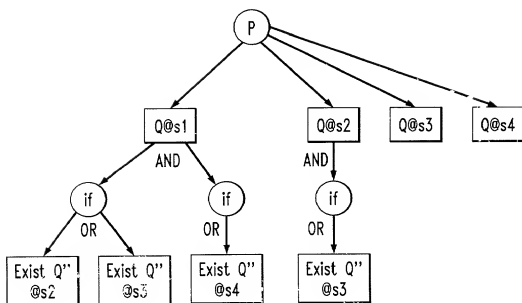 P
Q@s1
Q@s2
Q@s3
Q@s4
AND
AND
if
if
if
OR
OR
OR
Exist Q"
@s2
Exist Q"
@s3
Exist Q"
@s4
Exist Q"
@s3